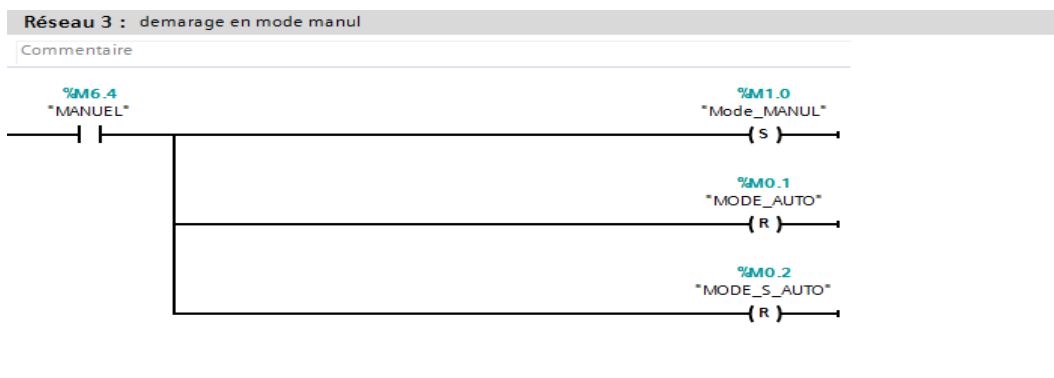 Réseau 3 : demarage en mode manul
Commentaire
%M6.4
"MANUEL"
%M1.0
"Mode_MANUL"
S
%M0.1
"MODE_AUTO"
R
%M0.2
"MODE_S_AUTO"
R